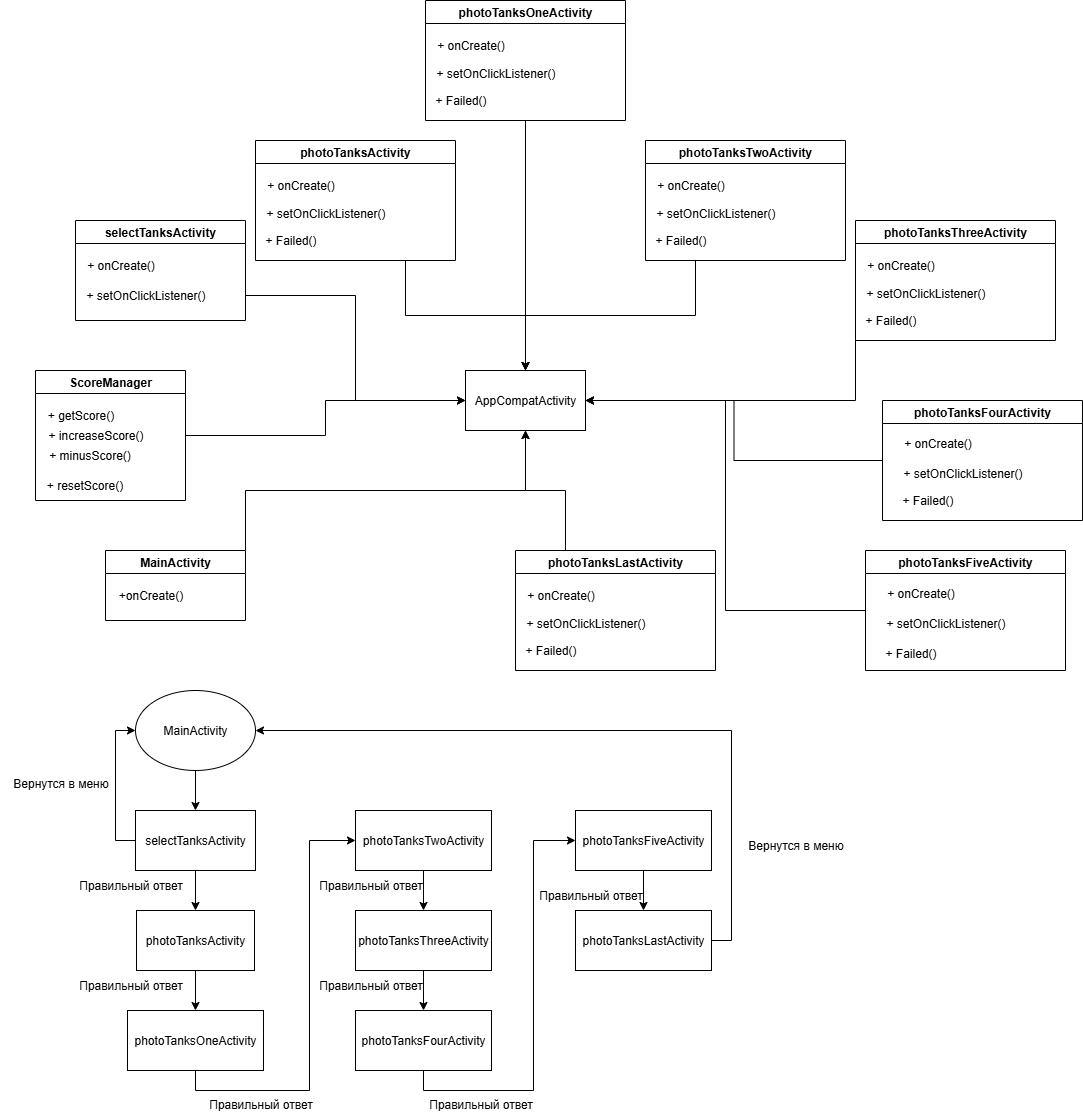 photoTanksOneActivity
+ onCreate()
+ setOnClickListener()
+ Failed()
photoTanksActivity
+ onCreate()
+ setOnClickListener()
+ Failed()
photoTanksTwoActivity
+ onCreate()
+ setOnClickListener()
+ Failed()
selectTanksActivity
+ onCreate()
+ setOnClickListener()
photoTanksThreeActivity
+ onCreate()
+ setOnClickListener()
+ Failed()
ScoreManager
+ getScore()
+ increaseScore()
+ minusScore()
+ resetScore()
AppCompatActivity
photoTanksFourActivity
+ onCreate()
+ setOnClickListener()
+ Failed()
MainActivity
+onCreate()
photoTanksLastActivity
+ onCreate()
+ setOnClickListener()
+ Failed()
photoTanksFiveActivity
+ onCreate()
+ setOnClickListener()
+ Failed()
MainActivity
Вернутся в меню
selectTanksActivity
Правильный ответ
photoTanksActivity
Правильный ответ
photoTanksOneActivity
Правильный ответ
photoTanksTwoActivity
Правильный ответ
photoTanksThreeActivity
Правильный ответ
photoTanksFourActivity
Правильный ответ
photoTanksFiveActivity
Правильный ответ
photoTanksLastActivity
Вернутся в меню